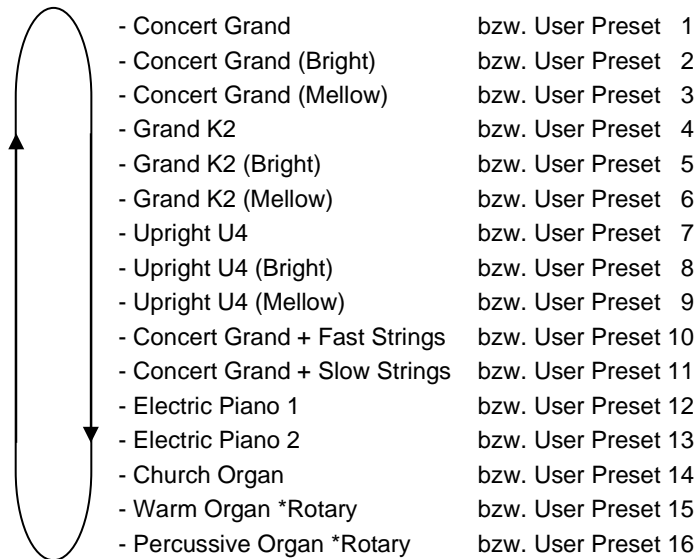 - Concert Grand bzw. User Preset 1
- Concert Grand (Bright) bzw. User Preset 2
- Concert Grand (Mellow) bzw. User Preset 3
- Grand K2 bzw. User Preset 4
- Grand K2 (Bright) bzw. User Preset 5
- Grand K2 (Mellow) bzw. User Preset 6
- Upright U4 bzw. User Preset 7
- Upright U4 (Bright) bzw. User Preset 8
- Upright U4 (Mellow) bzw. User Preset 9
- Concert Grand + Fast Strings bzw. User Preset 10
- Concert Grand + Slow Strings bzw. User Preset 11
- Electric Piano 1 bzw. User Preset 12
- Electric Piano 2 bzw. User Preset 13
- Church Organ bzw. User Preset 14
- Warm Organ *Rotary bzw. User Preset 15
- Percussive Organ *Rotary bzw. User Preset 16